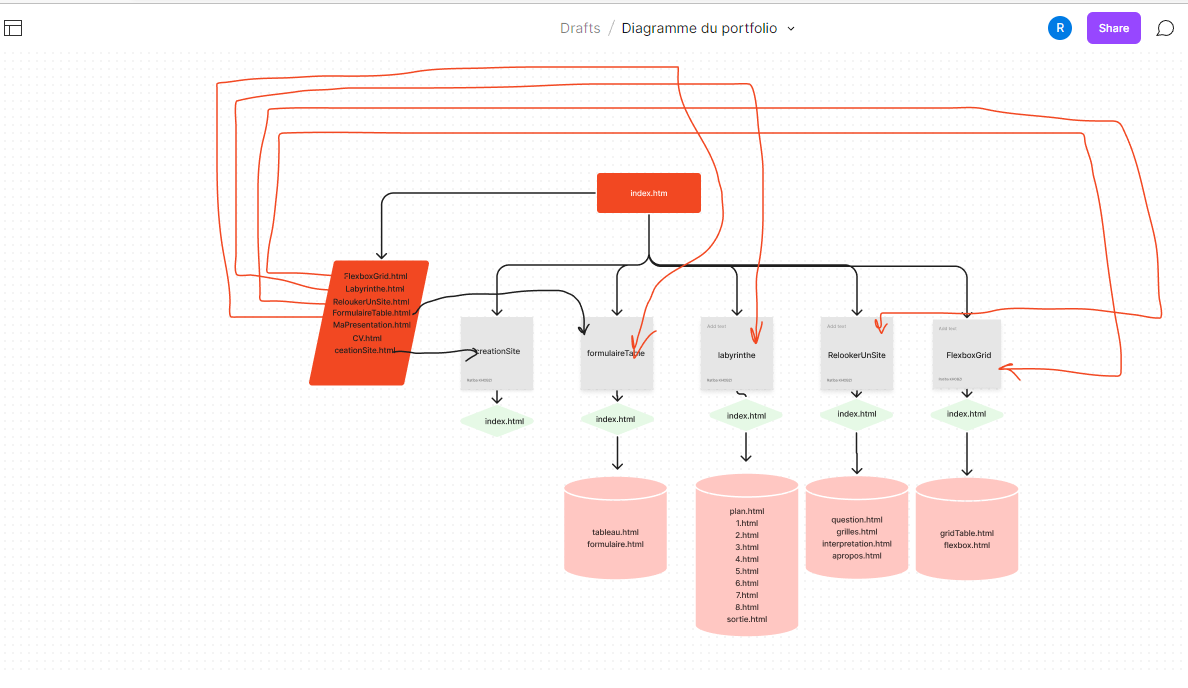 Drafts / Diagramme du portfolio
R
Share
index.htm
FlexboxGrid.html
Labyrinthe.html
ReloukerUnSite.html
FormulaireTable.html
MaPresentation.html
CV.html
ceationSite.html
creationSite
formulaireTable
Add text
labyrinthe
Add text
RelookerUnSite
Add text
FlexboxGrid
index.html
index.html
index.html
index.html
index.html
tableau.html
formulaire.html
plan.html
1.html
2.html
3.html
4.html
5.html
6.html
7.html
8.html
sortie.html
question.html
grilles.html
interpretation.html
apropos.html
gridTable.html
flexbox.html